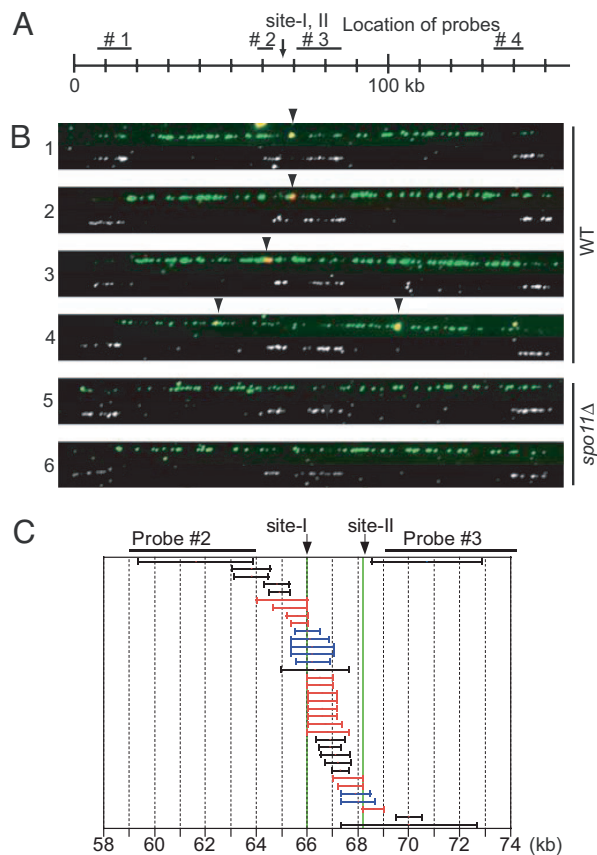 A
site-I, II
Location of probes
# 1
# 2
# 3
# 4
0
100 kb
B
1
2
3
4
5
6
WT
spo11Δ
C
site-I
site-II
Probe #2
Probe #3
58 60 62 64 66 68 70 72 74 (kb)